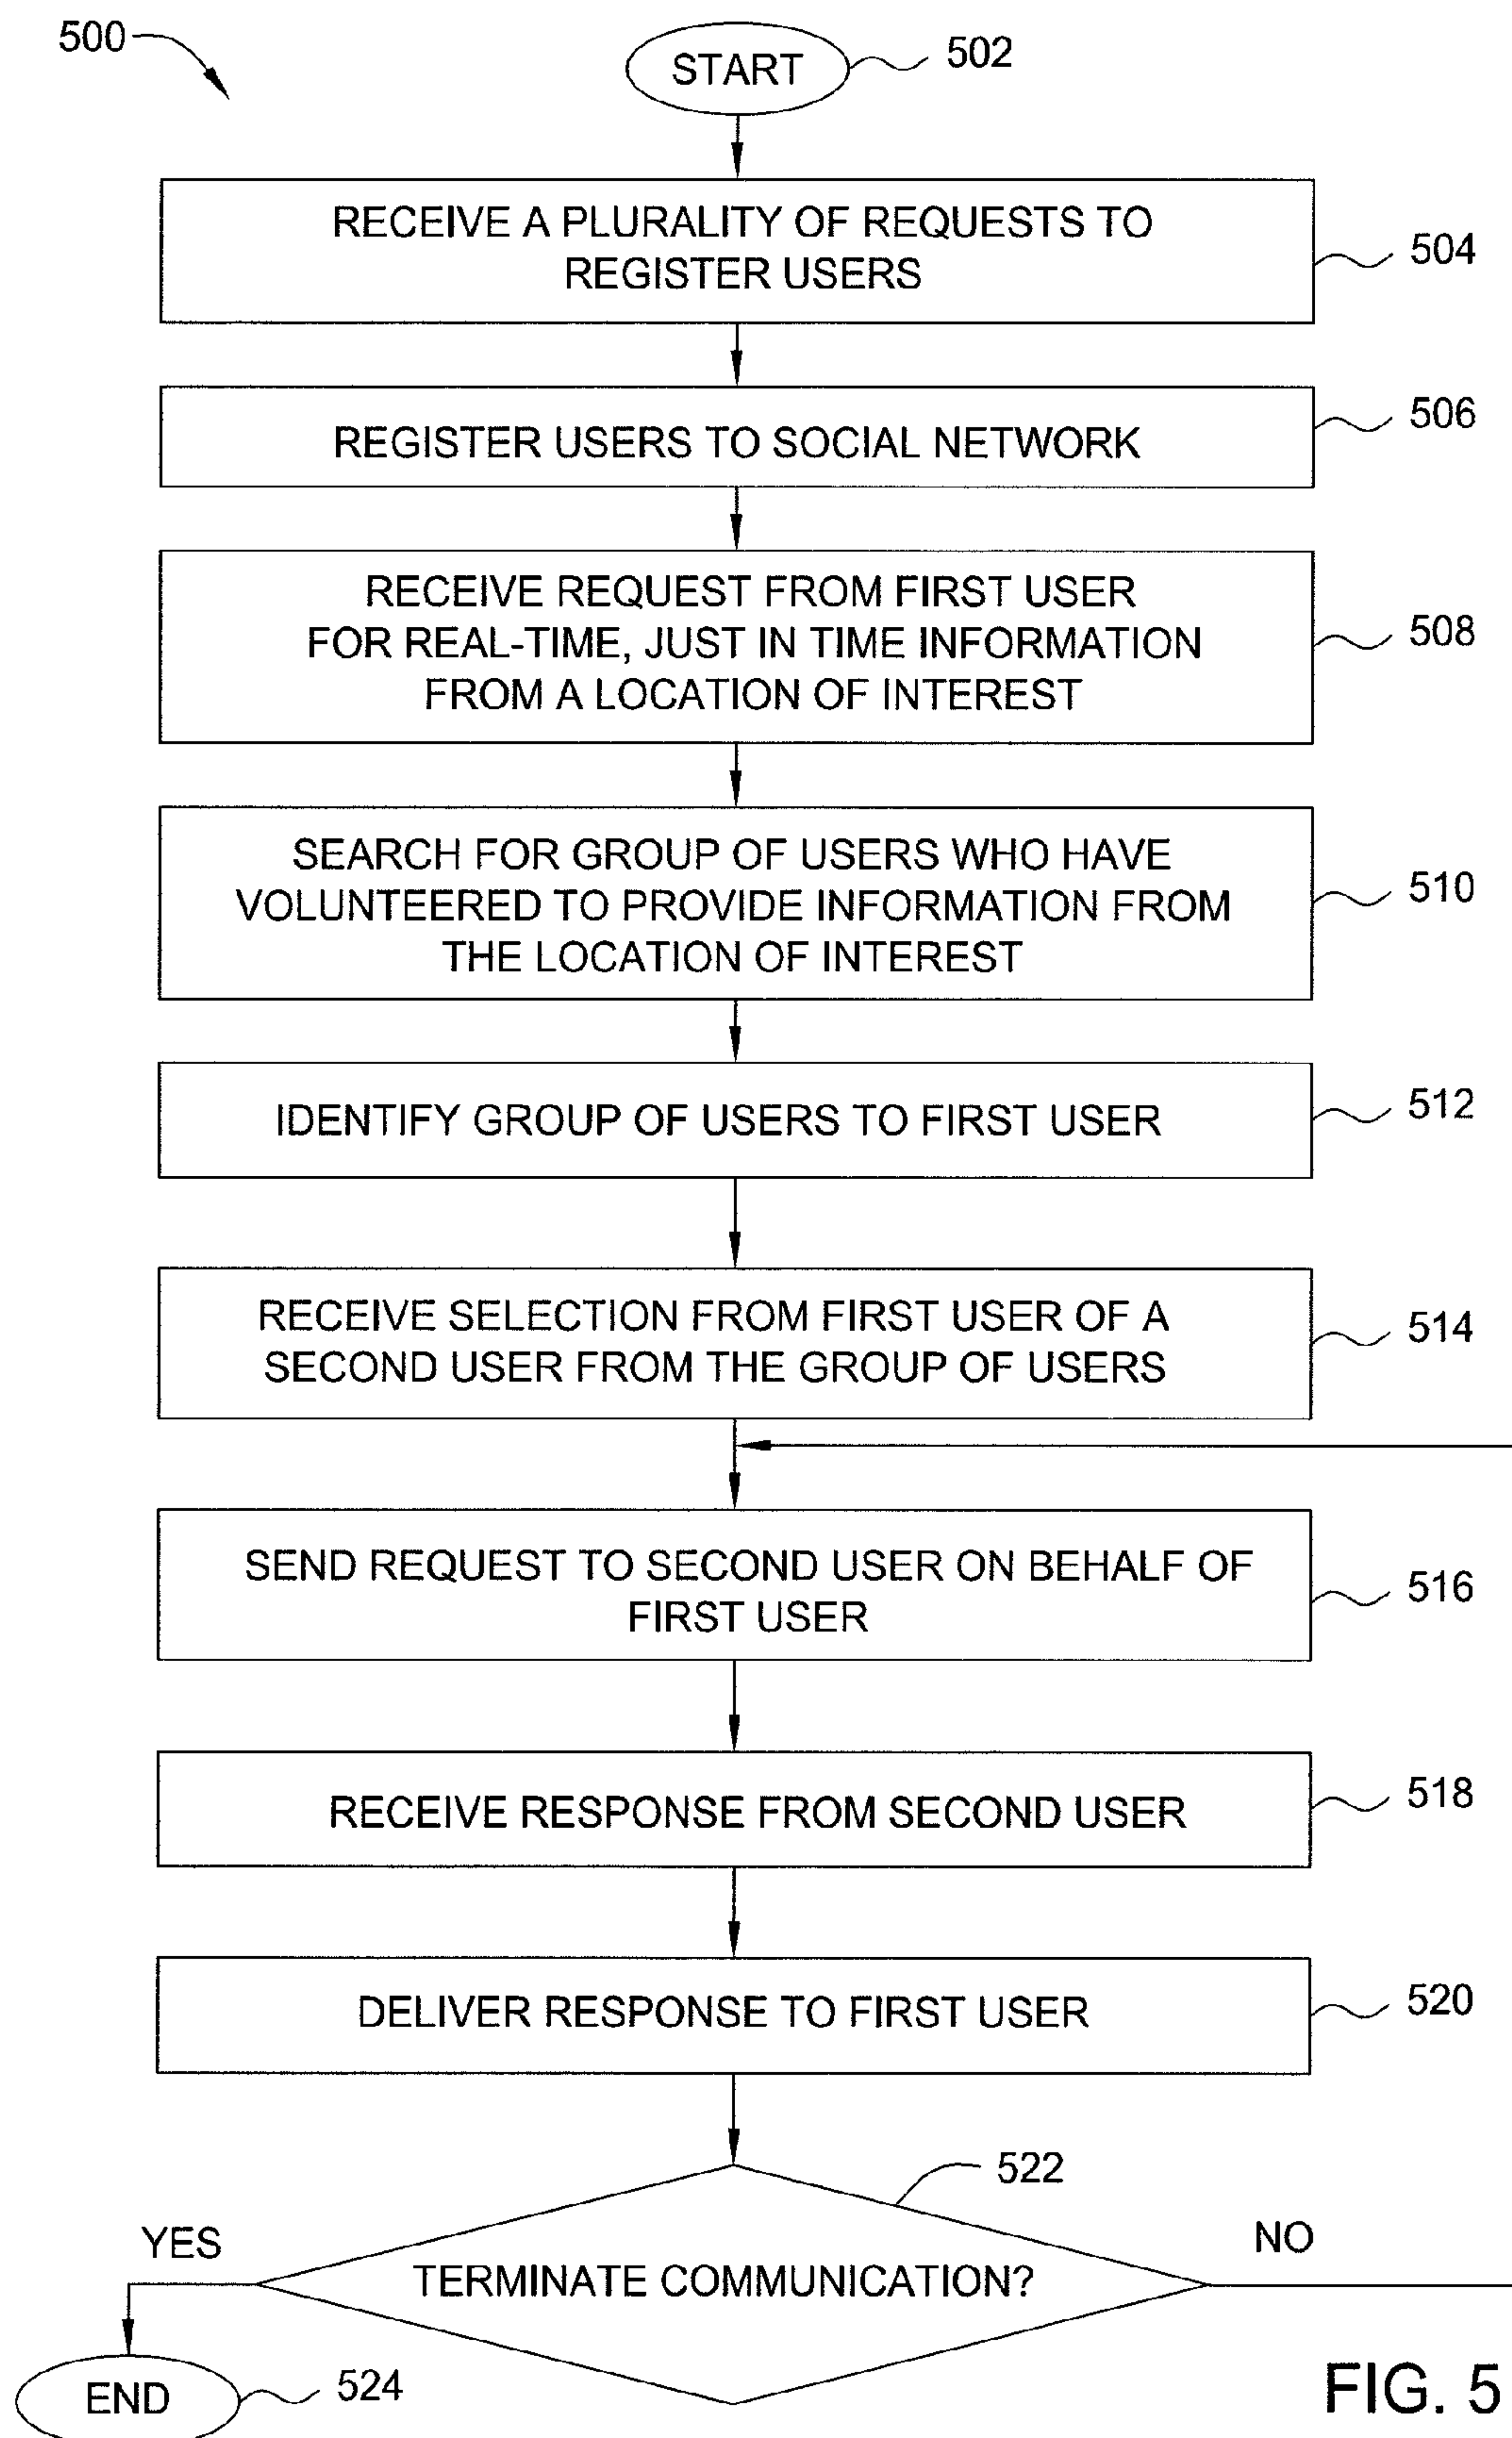 500
START
502
RECEIVE A PLURALITY OF REQUESTS TO
REGISTER USERS
504
REGISTER USERS TO SOCIAL NETWORK
506
RECEIVE REQUEST FROM FIRST USER
FOR REAL-TIME, JUST IN TIME INFORMATION
FROM A LOCATION OF INTEREST
508
SEARCH FOR GROUP OF USERS WHO HAVE
VOLUNTEERED TO PROVIDE INFORMATION FROM
THE LOCATION OF INTEREST
510
IDENTIFY GROUP OF USERS TO FIRST USER
512
RECEIVE SELECTION FROM FIRST USER OF A
SECOND USER FROM THE GROUP OF USERS
514
SEND REQUEST TO SECOND USER ON BEHALF OF
FIRST USER
516
RECEIVE RESPONSE FROM SECOND USER
518
DELIVER RESPONSE TO FIRST USER
520
522
YES
NO
TERMINATE COMMUNICATION?
END
524
FIG. 5